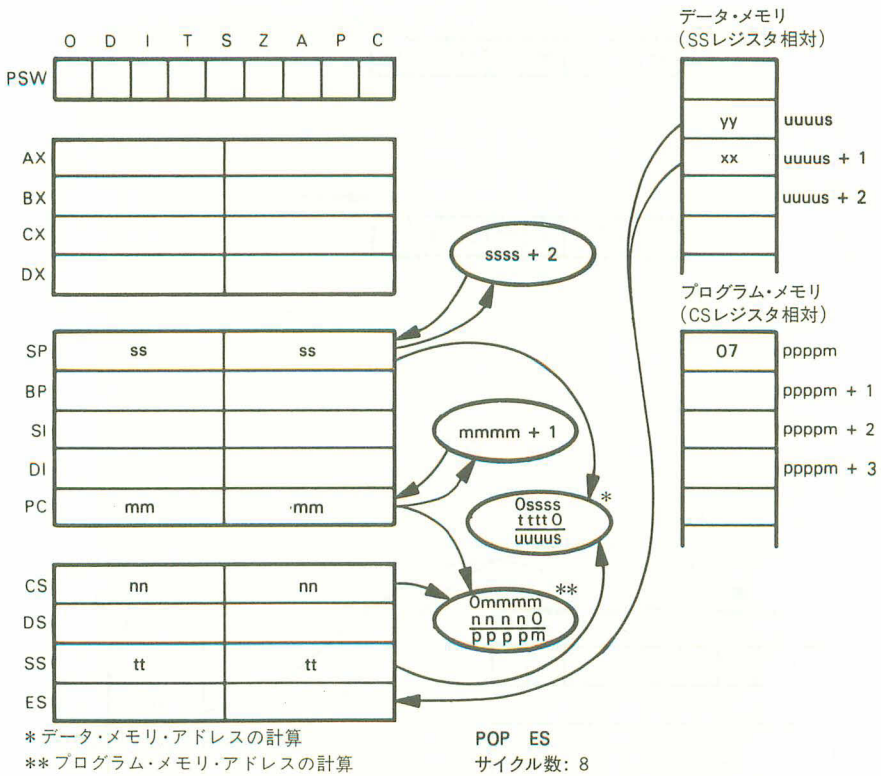 O D I T S Z A P C
PSW
AX
BX
CX
DX
SP ss ss
BP
SI
DI
PC mm mm
CS nn nn
DS
SS tt tt
ES
ssss + 2
mmmm + 1
0ssss
tttt0
uuuus
*
0mmmm
nnnn0
ppppm
**
データ・メモリ
(SSレジスタ相対)
yy uuuus
xx uuuus + 1
uuuus + 2
プログラム・メモリ
(CSレジスタ相対)
07 ppppm
ppppm + 1
ppppm + 2
ppppm + 3
*データ・メモリ・アドレスの計算
**プログラム・メモリ・アドレスの計算
POP ES
サイクル数: 8